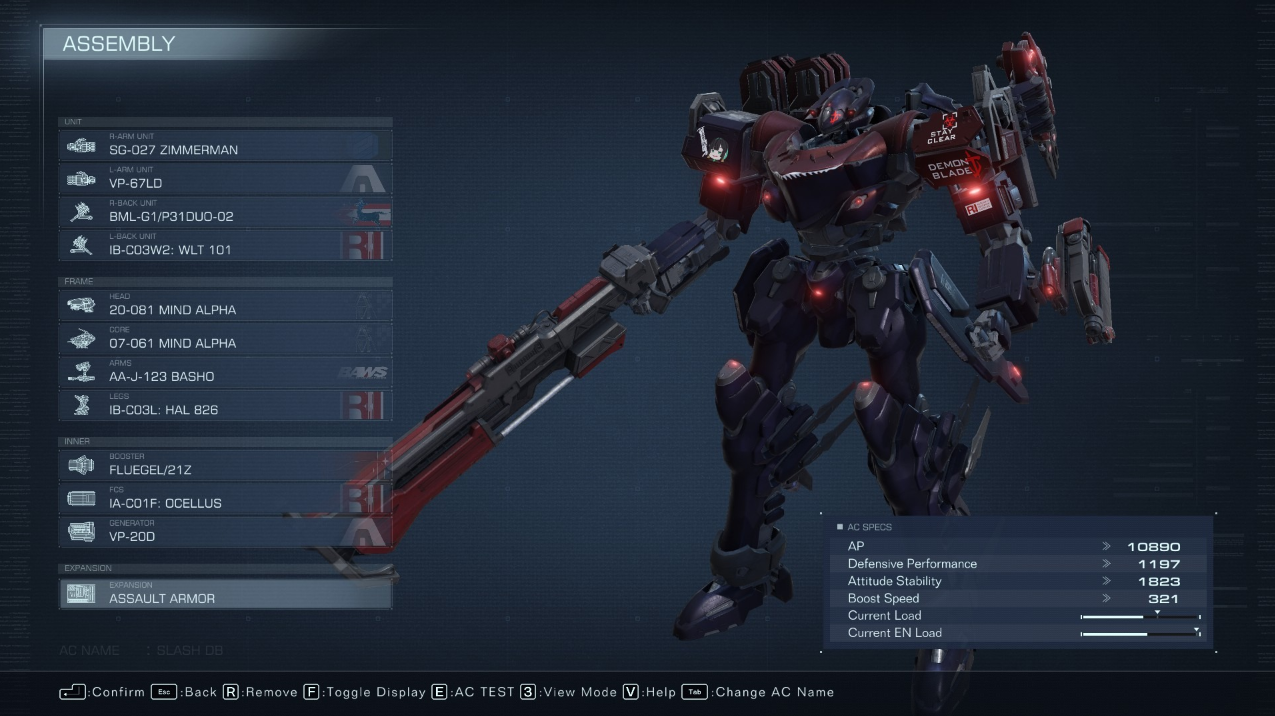 ASSEMBLY
UNIT
R-ARM UNIT
SG-027 ZIMMERMAN
L-ARM UNIT
VP-67LD
R-BACK UNIT
BML-G1/P31DUO-02
L-BACK UNIT
IB-C03W2: WLT 101
RI
FRAME
HEAD
20-081 MIND ALPHA
CORE
07-061 MIND ALPHA
ARMS
AA-J-123 BASHO
BAWS
LEGS
IB-C03L: HAL 826
RI
INNER
BOOSTER
FLUEGEL/21Z
FCS
IA-C01F: OCELLUS
RI
GENERATOR
VP-20D
EXPANSION
EXPANSION
ASSAULT ARMOR
AC NAME : SLASH DB
STAY
CLEAR
DEMON
BLADE
RI
AC SPECS
AP 10890
Defensive Performance 1197
Attitude Stability 1823
Boost Speed 321
Current Load
Current EN Load
:Confirm Esc :Back R :Remove F :Toggle Display E :AC TEST 3 :View Mode V :Help Tab :Change AC Name